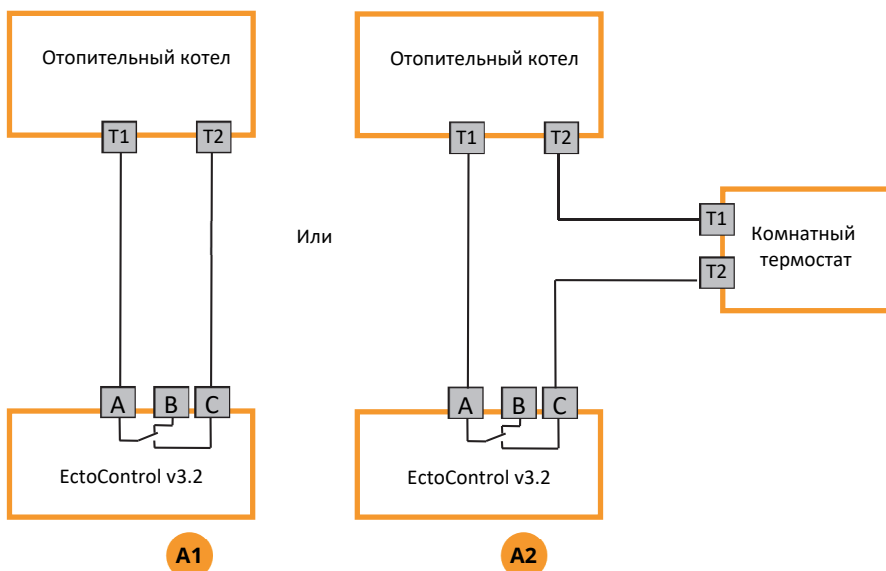 Отопительный котел
T1
T2
Или
A
B
C
EctoControl v3.2
A1
Отопительный котел
T1
T2
T1
Комнатный
термостат
T2
A
B
C
EctoControl v3.2
A2